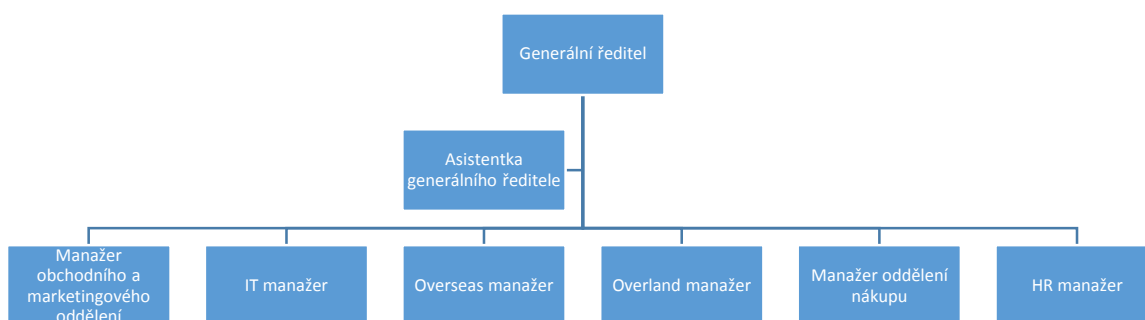 Generální ředitel
Asistentka
generálního ředitele
Manažer
obchodního a
marketingového
oddělení
IT manažer
Overseas manažer
Overland manažer
Manažer oddělení
nákupu
HR manažer